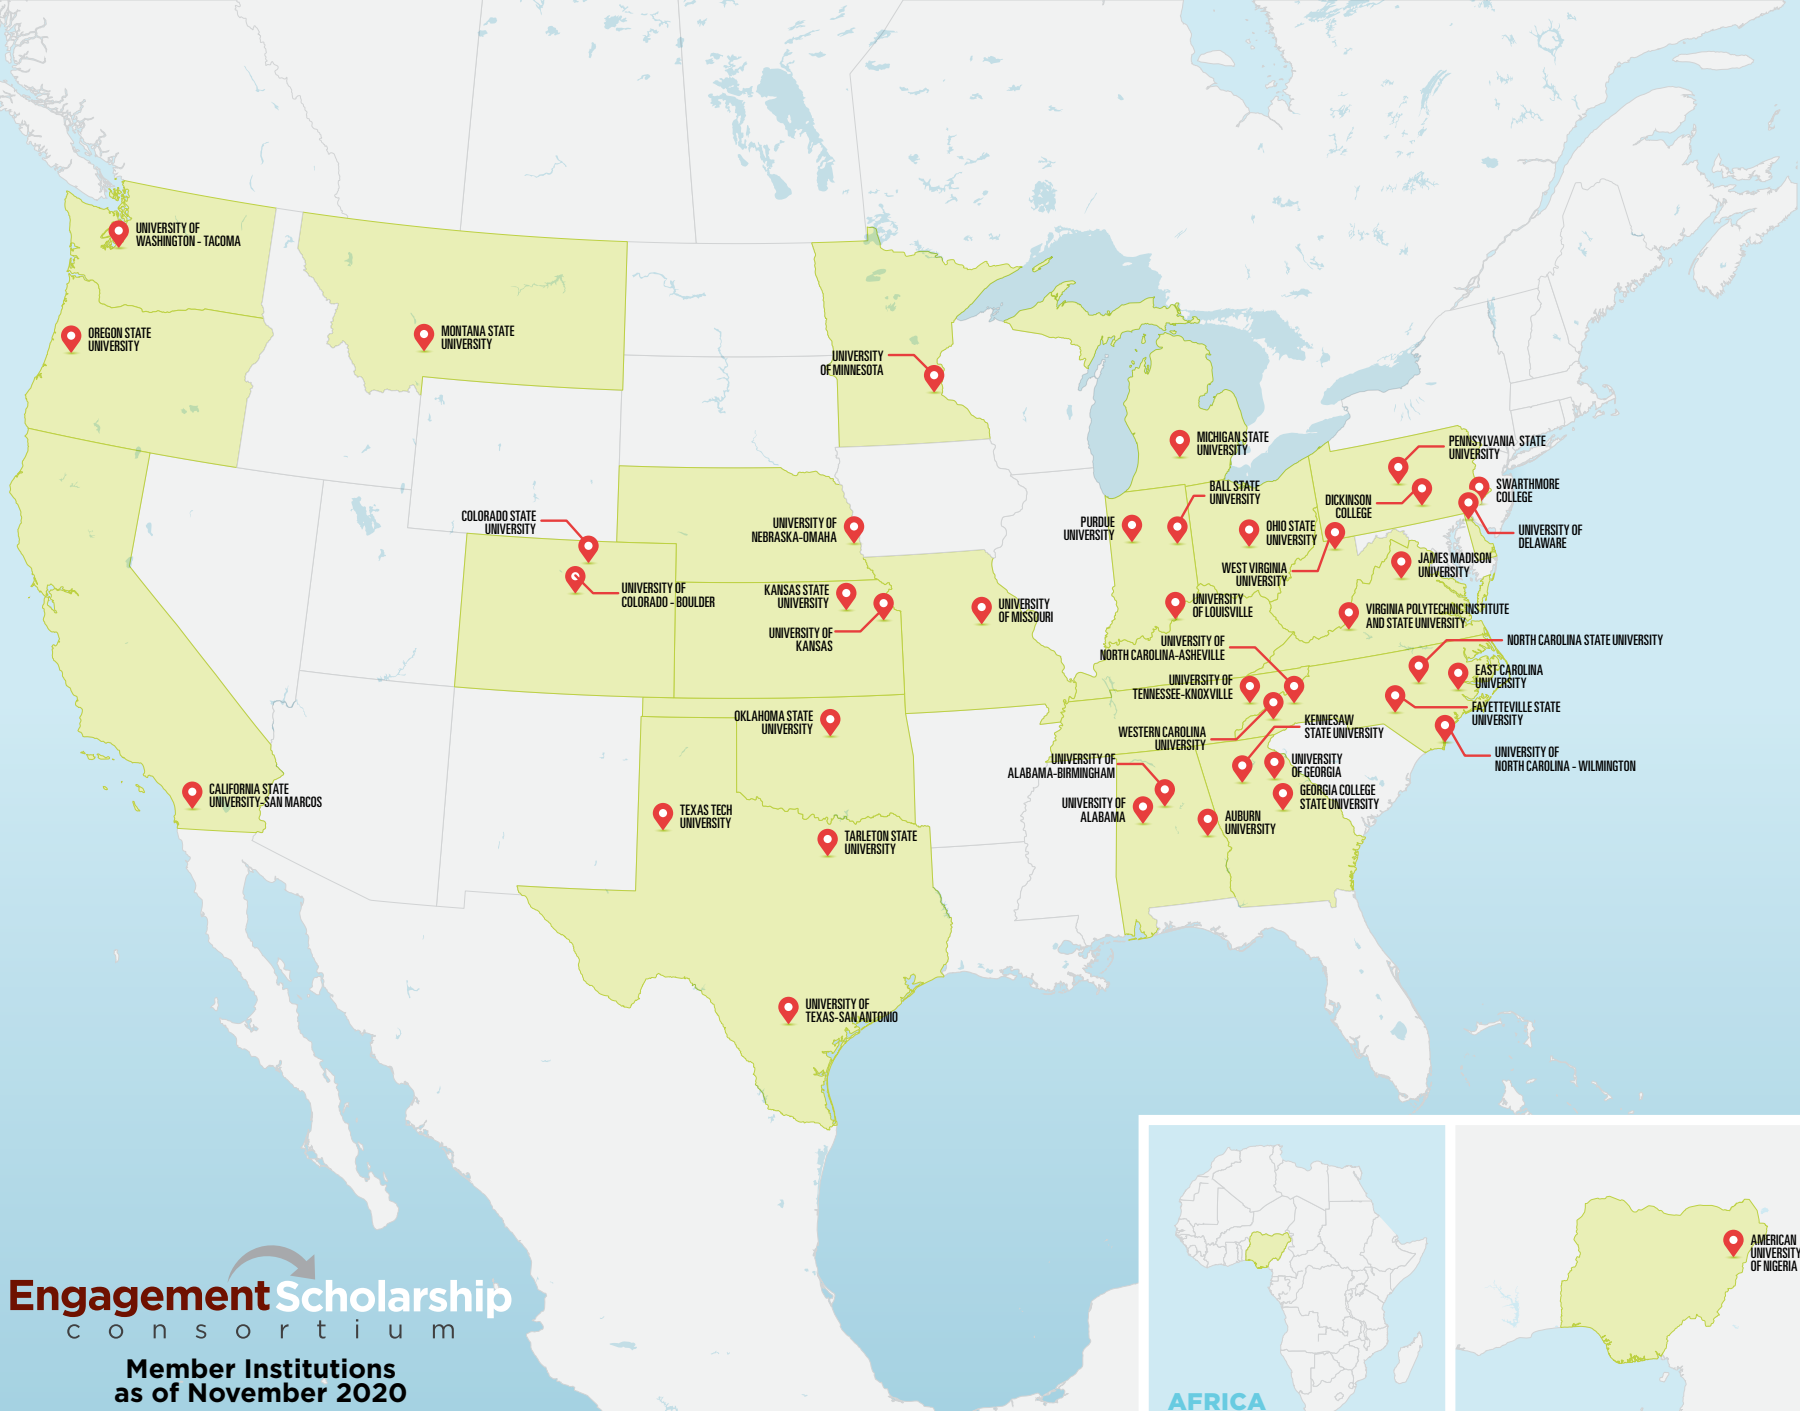 UNIVERSITY OF
WASHINGTON - TACOMA
OREGON STATE
UNIVERSITY
MONTANA STATE
UNIVERSITY
UNIVERSITY
OF MINNESOTA
MICHIGAN STATE
UNIVERSITY
PENNSYLVANIA STATE
UNIVERSITY
SWARTHMORE
COLLEGE
DICKINSON
COLLEGE
UNIVERSITY OF
DELAWARE
BALL STATE
UNIVERSITY
PURDUE
UNIVERSITY
OHIO STATE
UNIVERSITY
WEST VIRGINIA
UNIVERSITY
JAMES MADISON
UNIVERSITY
COLORADO STATE
UNIVERSITY
UNIVERSITY OF
COLORADO - BOULDER
UNIVERSITY OF
NEBRASKA-OMAHA
KANSAS STATE
UNIVERSITY
UNIVERSITY OF
KANSAS
UNIVERSITY
OF MISSOURI
UNIVERSITY
OF LOUISVILLE
VIRGINIA POLYTECHNIC INSTITUTE
AND STATE UNIVERSITY
UNIVERSITY OF
NORTH CAROLINA-ASHEVILLE
NORTH CAROLINA STATE UNIVERSITY
EAST CAROLINA
UNIVERSITY
UNIVERSITY OF
TENNESSEE-KNOXVILLE
FAYETTEVILLE STATE
UNIVERSITY
WESTERN CAROLINA
UNIVERSITY
KENNESAW
STATE UNIVERSITY
UNIVERSITY OF
NORTH CAROLINA - WILMINGTON
OKLAHOMA STATE
UNIVERSITY
UNIVERSITY OF
ALABAMA-BIRMINGHAM
UNIVERSITY
OF GEORGIA
GEORGIA COLLEGE
STATE UNIVERSITY
UNIVERSITY OF
ALABAMA
AUBURN
UNIVERSITY
CALIFORNIA STATE
UNIVERSITY-SAN MARCOS
TEXAS TECH
UNIVERSITY
TARLETON STATE
UNIVERSITY
UNIVERSITY OF
TEXAS-SAN ANTONIO
AMERICAN
UNIVERSITY
OF NIGERIA
AFRICA
Engagement Scholarship
consortium
Member Institutions
as of November 2020